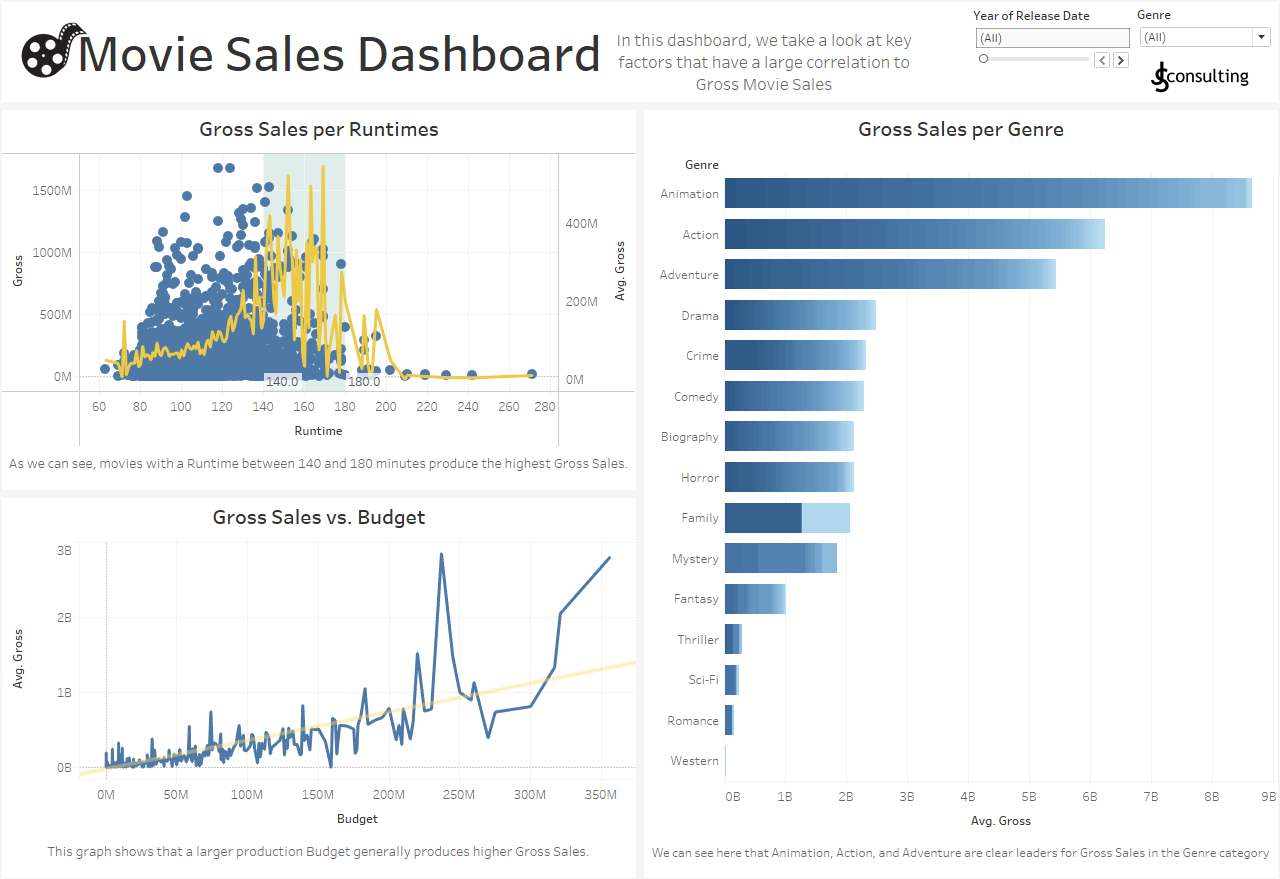 Movie Sales Dashboard
In this dashboard, we take a look at key
factors that have a large correlation to
Gross Movie Sales
Year of Release Date
(All)
Genre
(All)
JS consulting
Gross Sales per Runtimes
Gross
1500M
1000M
500M
0M
400M
200M
0M
Avg. Gross
140.0
180.0
60 80 100 120 140 160 180 200 220 240 260 280
Runtime
As we can see, movies with a Runtime between 140 and 180 minutes produce the highest Gross Sales.
Gross Sales vs. Budget
Avg. Gross
3B
2B
1B
0B
0M 50M 100M 150M 200M 250M 300M 350M
Budget
This graph shows that a larger production Budget generally produces higher Gross Sales.
Gross Sales per Genre
Genre
Animation
Action
Adventure
Drama
Crime
Comedy
Biography
Horror
Family
Mystery
Fantasy
Thriller
Sci-Fi
Romance
Western
0B 1B 2B 3B 4B 5B 6B 7B 8B 9B
Avg. Gross
We can see here that Animation, Action, and Adventure are clear leaders for Gross Sales in the Genre category